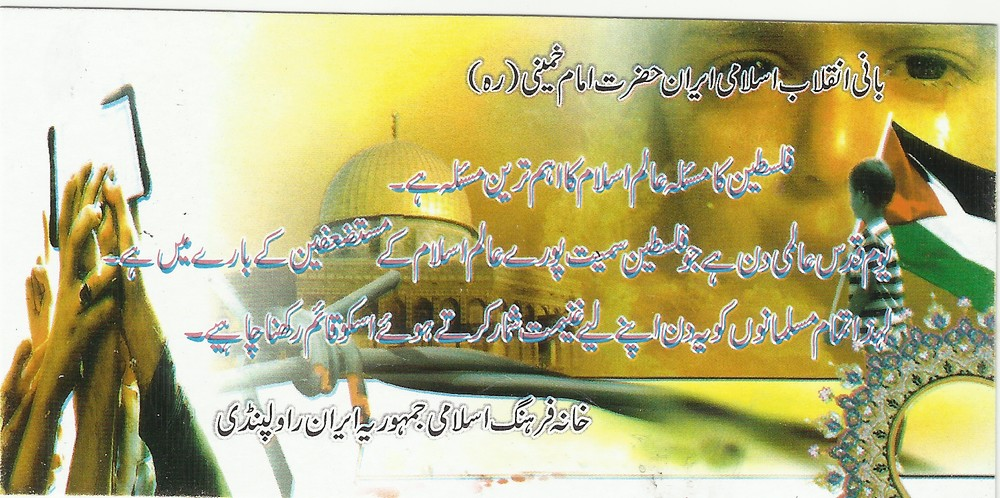 بانی انقلاب اسلامی ایران حضرت امام خمینی (رہ)
فلسطین کا مسئلہ عالم اسلام کا اہم ترین مسئلہ ہے۔
یوم قدس عالمی دن ہے جو فلسطین سمیت پورے عالم اسلام کے مستضعفین کے بارے میں ہے۔
لہذا تمام مسلمانوں کو یہ دن اپنے لیے غنیمت شمار کرتے ہوئے اسکو قائم رکھنا چاہیے۔
خانہ فرہنگ اسلامی جمہوریہ ایران راولپنڈی